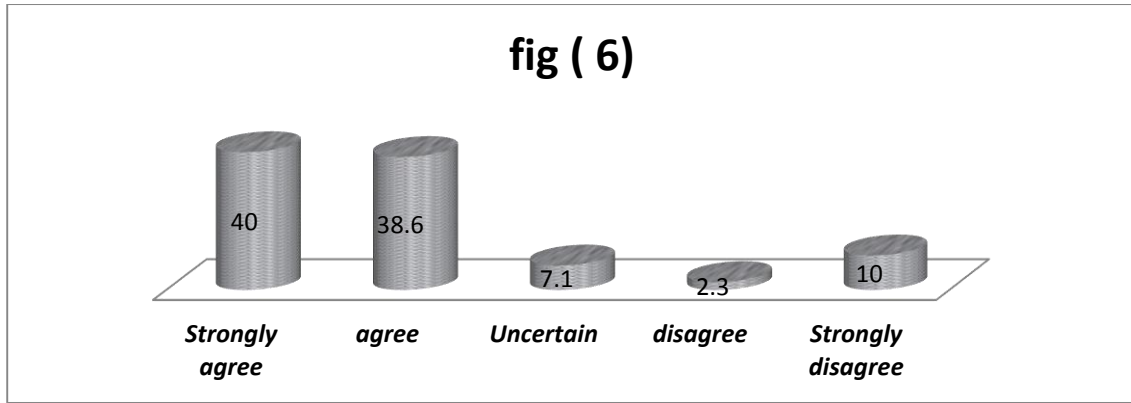 fig ( 6)
40
38.6
7.1
2.3
10
Strongly agree
agree
Uncertain
disagree
Strongly disagree